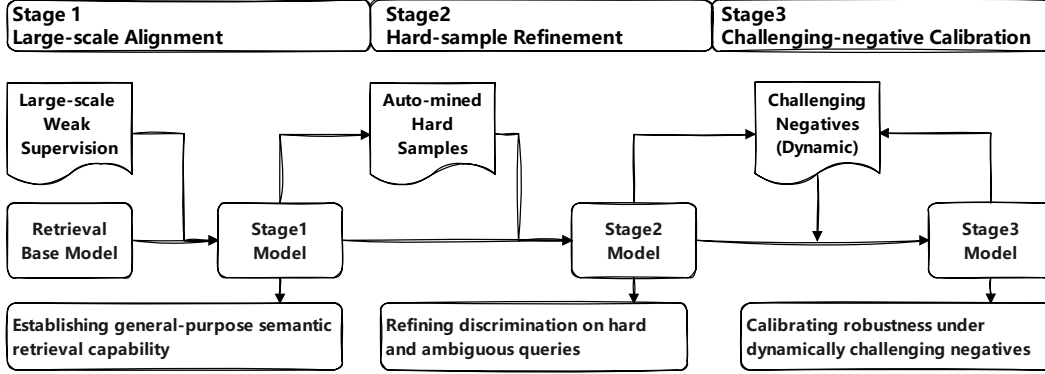 Stage 1
Large-scale Alignment
Stage2
Hard-sample Refinement
Stage3
Challenging-negative Calibration
Large-scale
Weak
Supervision
Auto-mined
Hard
Samples
Challenging
Negatives
(Dynamic)
Retrieval
Base Model
Stage1
Model
Stage2
Model
Stage3
Model
Establishing general-purpose semantic
retrieval capability
Refining discrimination on hard
and ambiguous queries
Calibrating robustness under
dynamically challenging negatives